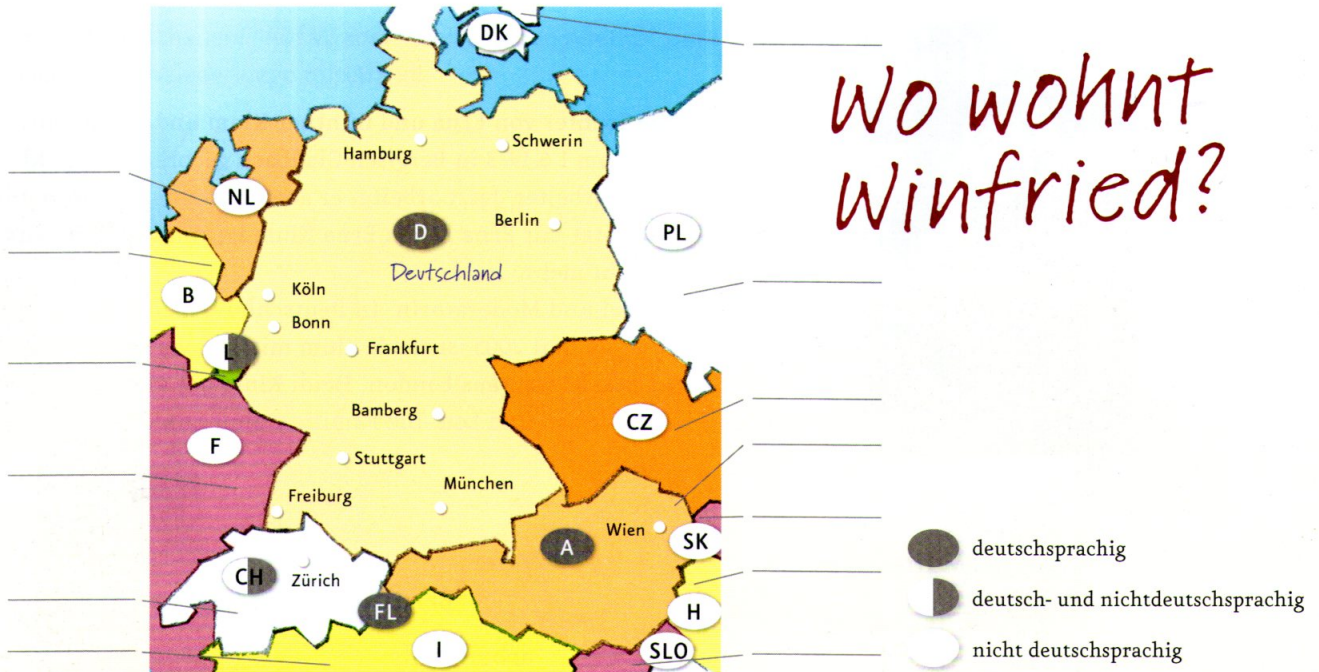 DK
Wo wohnt
Winfried?
Hamburg
Schwerin
NL
D
Berlin
PL
Deutschland
B
Köln
Bonn
L
Frankfurt
Bamberg
CZ
F
Stuttgart
München
Freiburg
Wien
SK
A
CH
Zürich
FL
H
I
SLO
deutschsprachig
deutsch- und nichtdeutschsprachig
nicht deutschsprachig